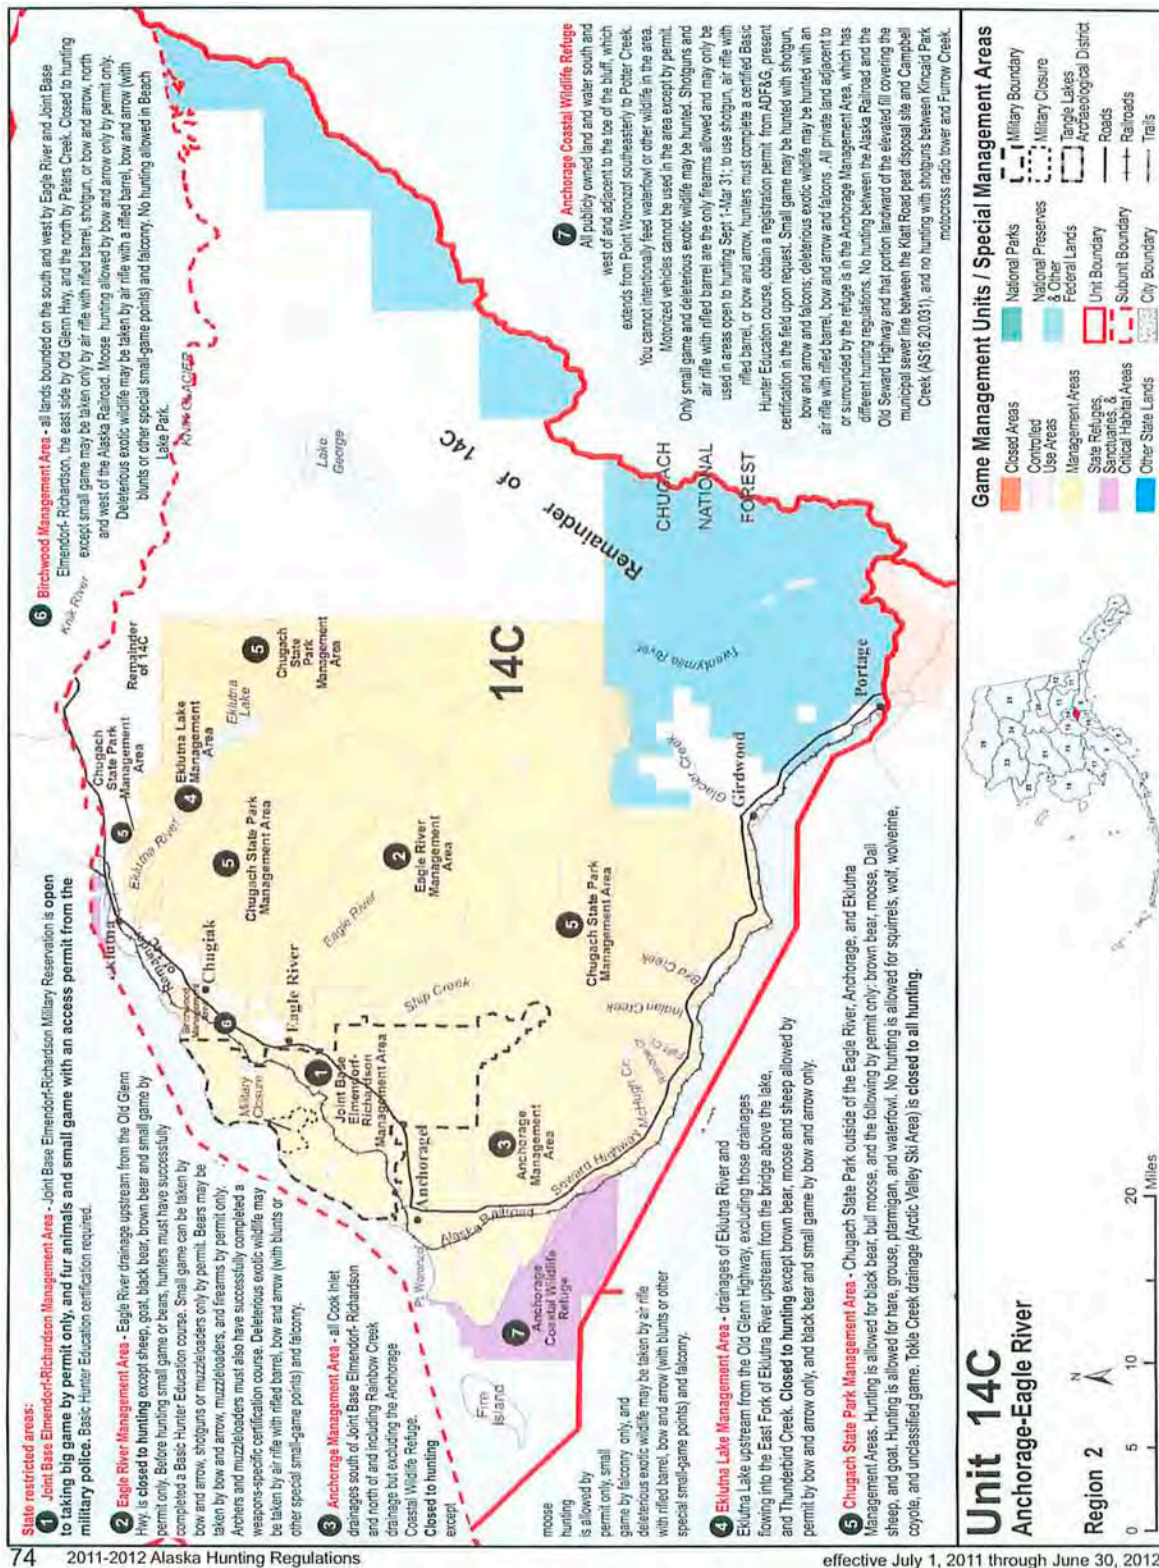 State restricted areas:
1 Joint Base Elmendorf-Richardson Management Area - Joint Base Elmendorf-Richardson Military Reservation is open
to taking big game by permit only, and fur animals and small game with an access permit from the
military police. Basic Hunter Education certification required.
2 Eagle River Management Area - Eagle River drainage upstream from the Old Glenn
Hwy. is closed to hunting except sheep, goat, black bear, brown bear and small game by
permit only. Before hunting small game or bears, hunters must have successfully
completed a Basic Hunter Education course. Small game can be taken by
bow and arrow, shotguns or muzzleloaders only by permit. Bears may be
taken by bow and arrow, muzzleloaders, and firearms by permit only.
Archers and muzzleloaders must also have successfully completed a
weapons-specific certification course. Deleterious exotic wildlife may
be taken by air rifle with rifled barrel, bow and arrow (with blunts or
other special small-game points) and falconry.
3 Anchorage Management Area - all Cook Inlet
drainages south of Joint Base Elmendorf- Richardson
and north of and including Rainbow Creek
drainage but excluding the Anchorage
Coastal Wildlife Refuge.
Closed to hunting
except
moose
hunting
is allowed by
permit only, small
game by falconry only, and
deleterious exotic wildlife may be taken by air rifle
with rifled barrel, bow and arrow (with blunts or other
special small-game points) and falconry.
4 Eklutna Lake Management Area - drainages of Eklutna River and
Eklutna Lake upstream from the Old Glenn Highway, excluding those drainages
flowing into the East Fork of Eklutna River upstream from the bridge above the lake,
and Thunderbird Creek. Closed to hunting except brown bear, moose and sheep allowed by
permit by bow and arrow only, and black bear and small game by bow and arrow only.
5 Chugach State Park Management Area - Chugach State Park outside of the Eagle River, Anchorage, and Eklutna
Management Areas. Hunting is allowed for black bear, bull moose, and the following by permit only: brown bear, moose, Dall
sheep, and goat. Hunting is allowed for hare, grouse, ptarmigan, and waterfowl. No hunting is allowed for squirrels, wolf, wolverine,
coyote, and unclassified game. Tokle Creek drainage (Arctic Valley Ski Area) is closed to all hunting.
6 Birchwood Management Area - all lands bounded on the south and west by Eagle River and Joint Base
Elmendorf- Richardson, the east side by Old Glenn Hwy, and the north by Peters Creek. Closed to hunting
except small game may be taken only by air rifle with rifled barrel, shotgun, or bow and arrow, north
and west of the Alaska Railroad. Moose hunting allowed by bow and arrow only by permit only.
Deleterious exotic wildlife may be taken by air rifle with a rifled barrel, bow and arrow (with
blunts or other special small-game points) and falconry. No hunting allowed in Beach
Lake Park.
7 Anchorage Coastal Wildlife Refuge
All publicly owned land and water south and
west of and adjacent to the toe of the bluff, which
extends from Point Woronzof southeasterly to Potter Creek.
You cannot intentionally feed waterfowl or other wildlife in the area.
Motorized vehicles cannot be used in the area except by permit.
Only small game and deleterious exotic wildlife may be hunted. Shotguns and
air rifle with rifled barrel are the only firearms allowed and may only be
used in areas open to hunting Sept 1-Mar 31; to use shotgun, air rifle with
rifled barrel, or bow and arrow, hunters must complete a certified Basic
Hunter Education course, obtain a registration permit from ADF&G, present
certification in the field upon request. Small game may be hunted with shotgun,
bow and arrow and falcons; deleterious exotic wildlife may be hunted with an
air rifle with rifled barrel, bow and arrow and falcons. All private land adjacent to
or surrounded by the refuge is in the Anchorage Management Area, which has
different hunting regulations. No hunting between the Alaska Railroad and the
Old Seward Highway and that portion landward of the elevated fill covering the
municipal sewer line between the Klatt Road peat disposal site and Campbell
Creek (AS16.20.031), and no hunting with shotguns between Kincaid Park
motocross radio tower and Furrow Creek.
Knik River
KNIK GLACIER
Lake
George
Remainder
of 14C
Chugach
State Park
Management
Area
5
Eklutna
Eklutna River
4
Eklutna Lake
Management
Area
Eklutna
Lake
5
Chugach
State
Park
Management
Area
Remainder
of
Chugiak
Birchwood
Management
Area
6
5
Chugach State Park
Management Area
Eagle River
Military
Closure
1
Joint Base
Elmendorf-
Richardson
Management Area
Eagle River
2
Eagle River
Management
Area
14C
Remainder of 14C
Ship Creek
Anchorage
Pt. Woronzof
3
Anchorage
Management
Area
5
Chugach State Park
Management Area
CHUGACH
NATIONAL
FOREST
Twentymile River
Glacier Creek
Girdwood
Portage
Bird Creek
Indian Creek
McHugh Cr.
Seward Highway
Alaska Railroad
7
Anchorage
Coastal Wildlife
Refuge
Fire
Island
Unit 14C
Anchorage-Eagle River
Region 2
N
0 5 10 20
Miles
Game Management Units / Special Management Areas
Closed Areas
Controlled
Use Areas
Management Areas
State Refuges,
Sanctuaries, &
Critical Habitat Areas
Other State Lands
National Parks
National Preserves
& Other
Federal Lands
Unit Boundary
Subunit Boundary
City Boundary
Military Boundary
Military Closure
Tangle Lakes
Archaeological District
Roads
Railroads
Trails
74 2011-2012 Alaska Hunting Regulations
effective July 1, 2011 through June 30, 2012